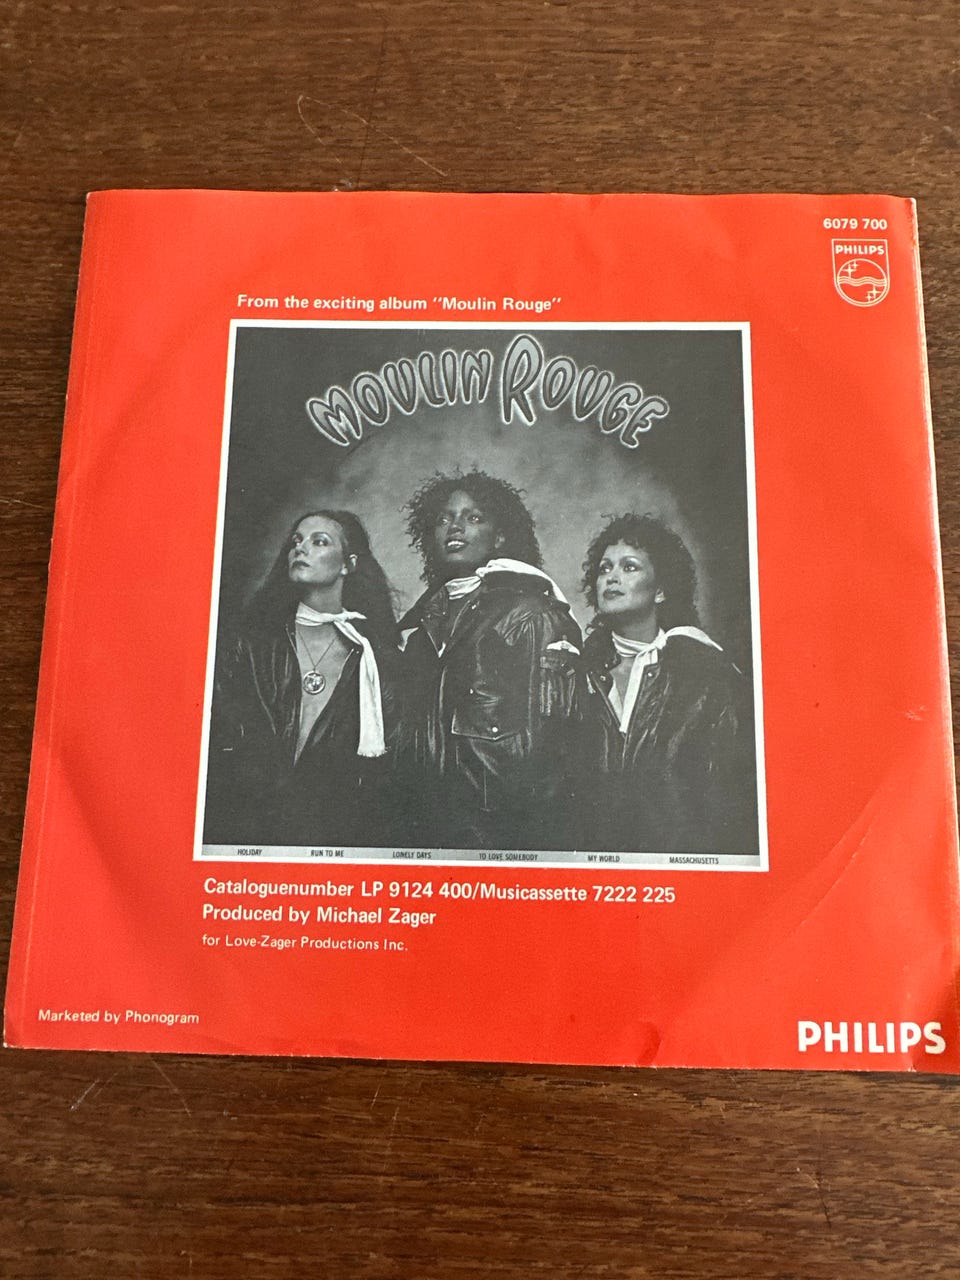 6079 700
PHILIPS
From the exciting album "Moulin Rouge"
MOULIN ROUGE
HOLIDAY RUN TO ME LONELY DAYS TO LOVE SOMEBODY MY WORLD MASSACHUSETTS
Cataloguenumber LP 9124 400/Musicassette 7222 225
Produced by Michael Zager
for Love-Zager Productions Inc.
Marketed by Phonogram
PHILIPS